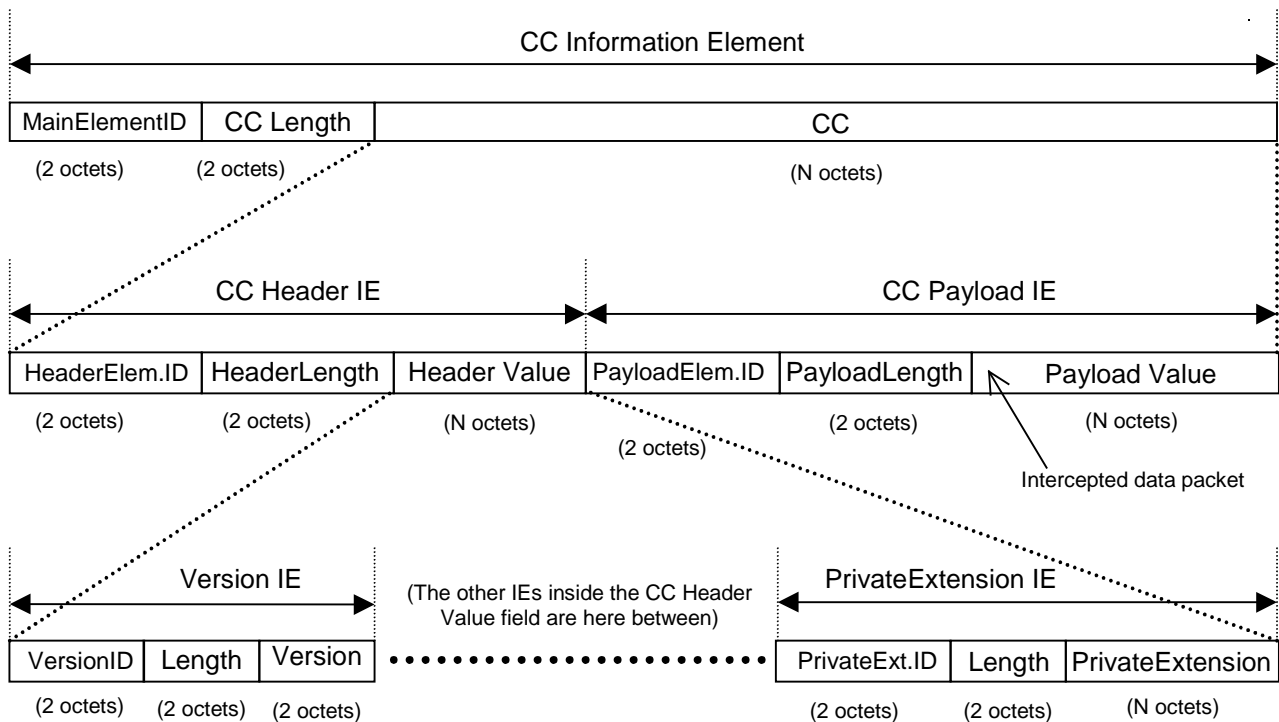 CC Information Element
MainElementID CC Length CC
(2 octets) (2 octets) (N octets)
CC Header IE CC Payload IE
HeaderElem.ID HeaderLength Header Value PayloadElem.ID PayloadLength Payload Value
(2 octets) (2 octets) (N octets) (2 octets) (2 octets) (N octets)
Intercepted data packet
Version IE (The other IEs inside the CC Header PrivateExtension IE
Value field are here between)
VersionID Length Version PrivateExt.ID Length PrivateExtension
(2 octets) (2 octets) (2 octets) (2 octets) (2 octets) (N octets)